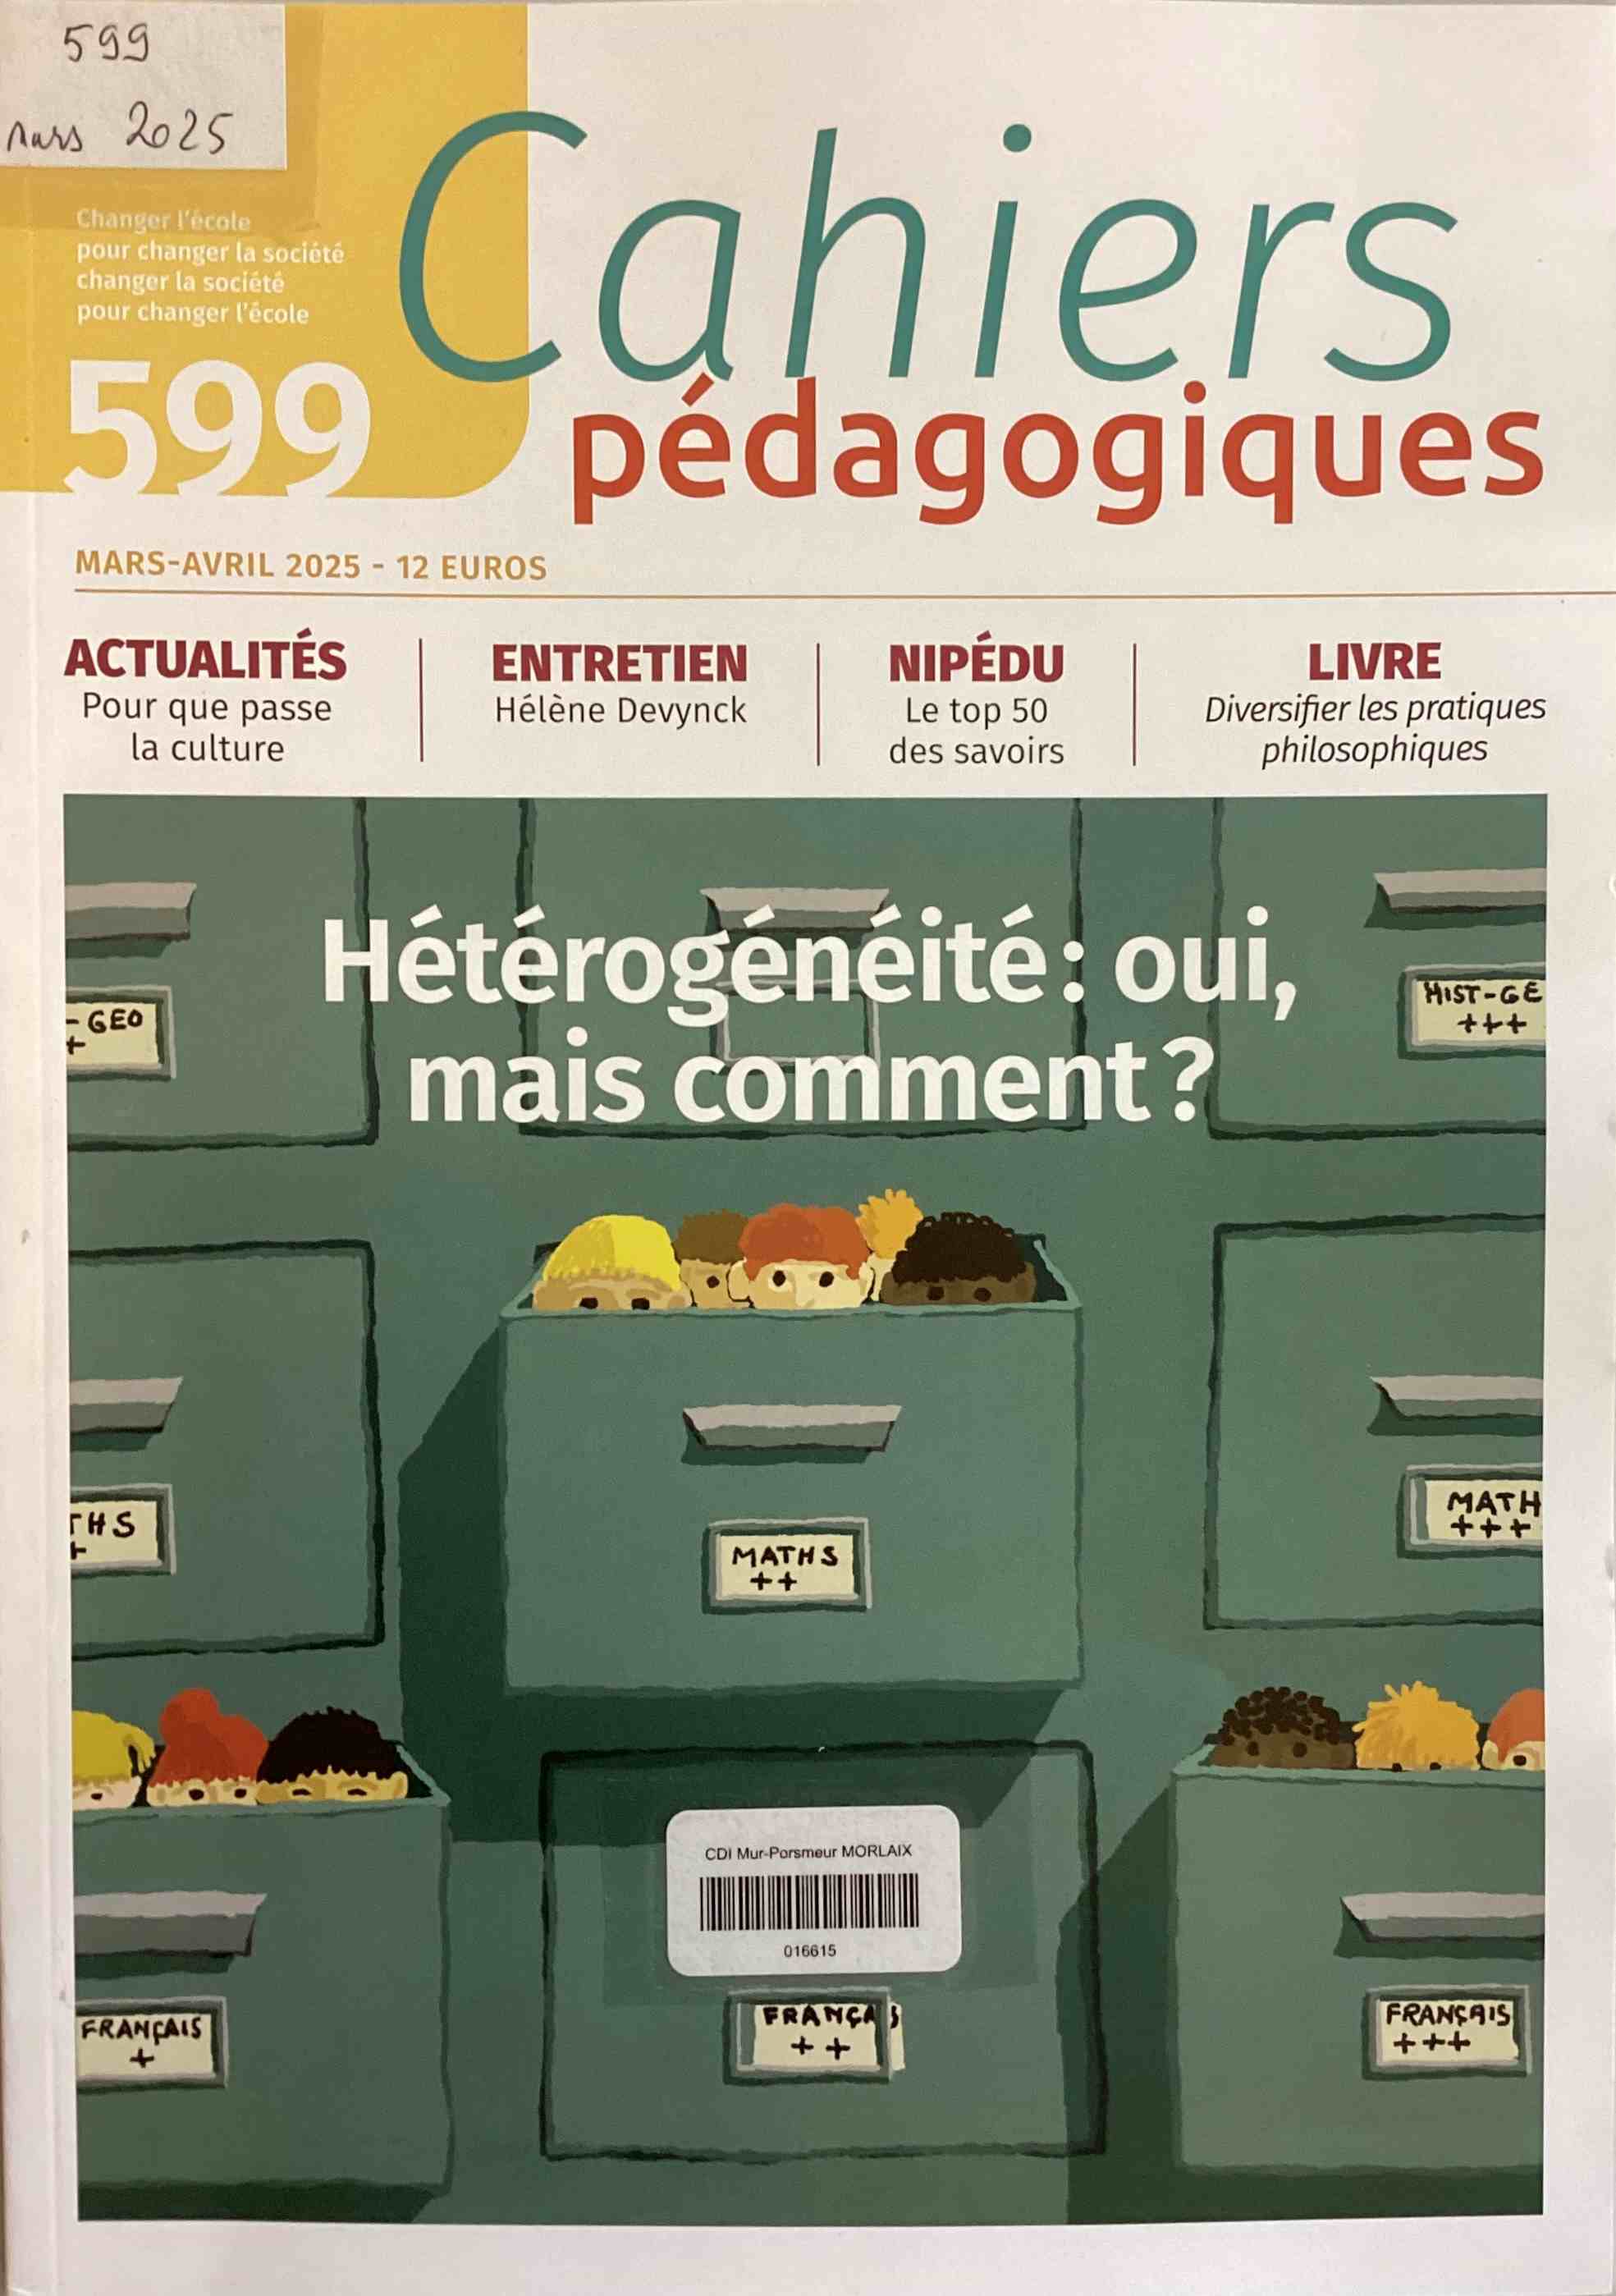 599
mars 2025
Changer l'école
pour changer la société
changer la société
pour changer l'école
599
Cahiers
pédagogiques
MARS-AVRIL 2025 - 12 EUROS
ACTUALITÉS
Pour que passe
la culture
ENTRETIEN
Hélène Devynck
NIPÉDU
Le top 50
des savoirs
LIVRE
Diversifier les pratiques
philosophiques
Hétérogénéité : oui,
mais comment ?
- GEO
+
HIST-GE
+++
THS
+
MATHS
++
MATH
+++
CDI Mur-Porsmeur MORLAIX
016615
FRANÇAIS
+
FRANÇAS
++
FRANÇAIS
+++